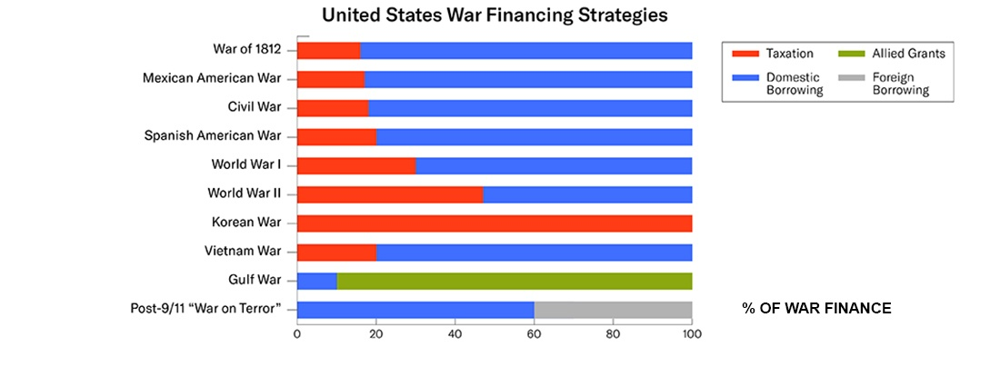 United States War Financing Strategies
War of 1812
Mexican American War
Civil War
Spanish American War
World War I
World War II
Korean War
Vietnam War
Gulf War
Post-9/11 “War on Terror”
0 20 40 60 80 100
Taxation
Allied Grants
Domestic
Borrowing
Foreign
Borrowing
% OF WAR FINANCE